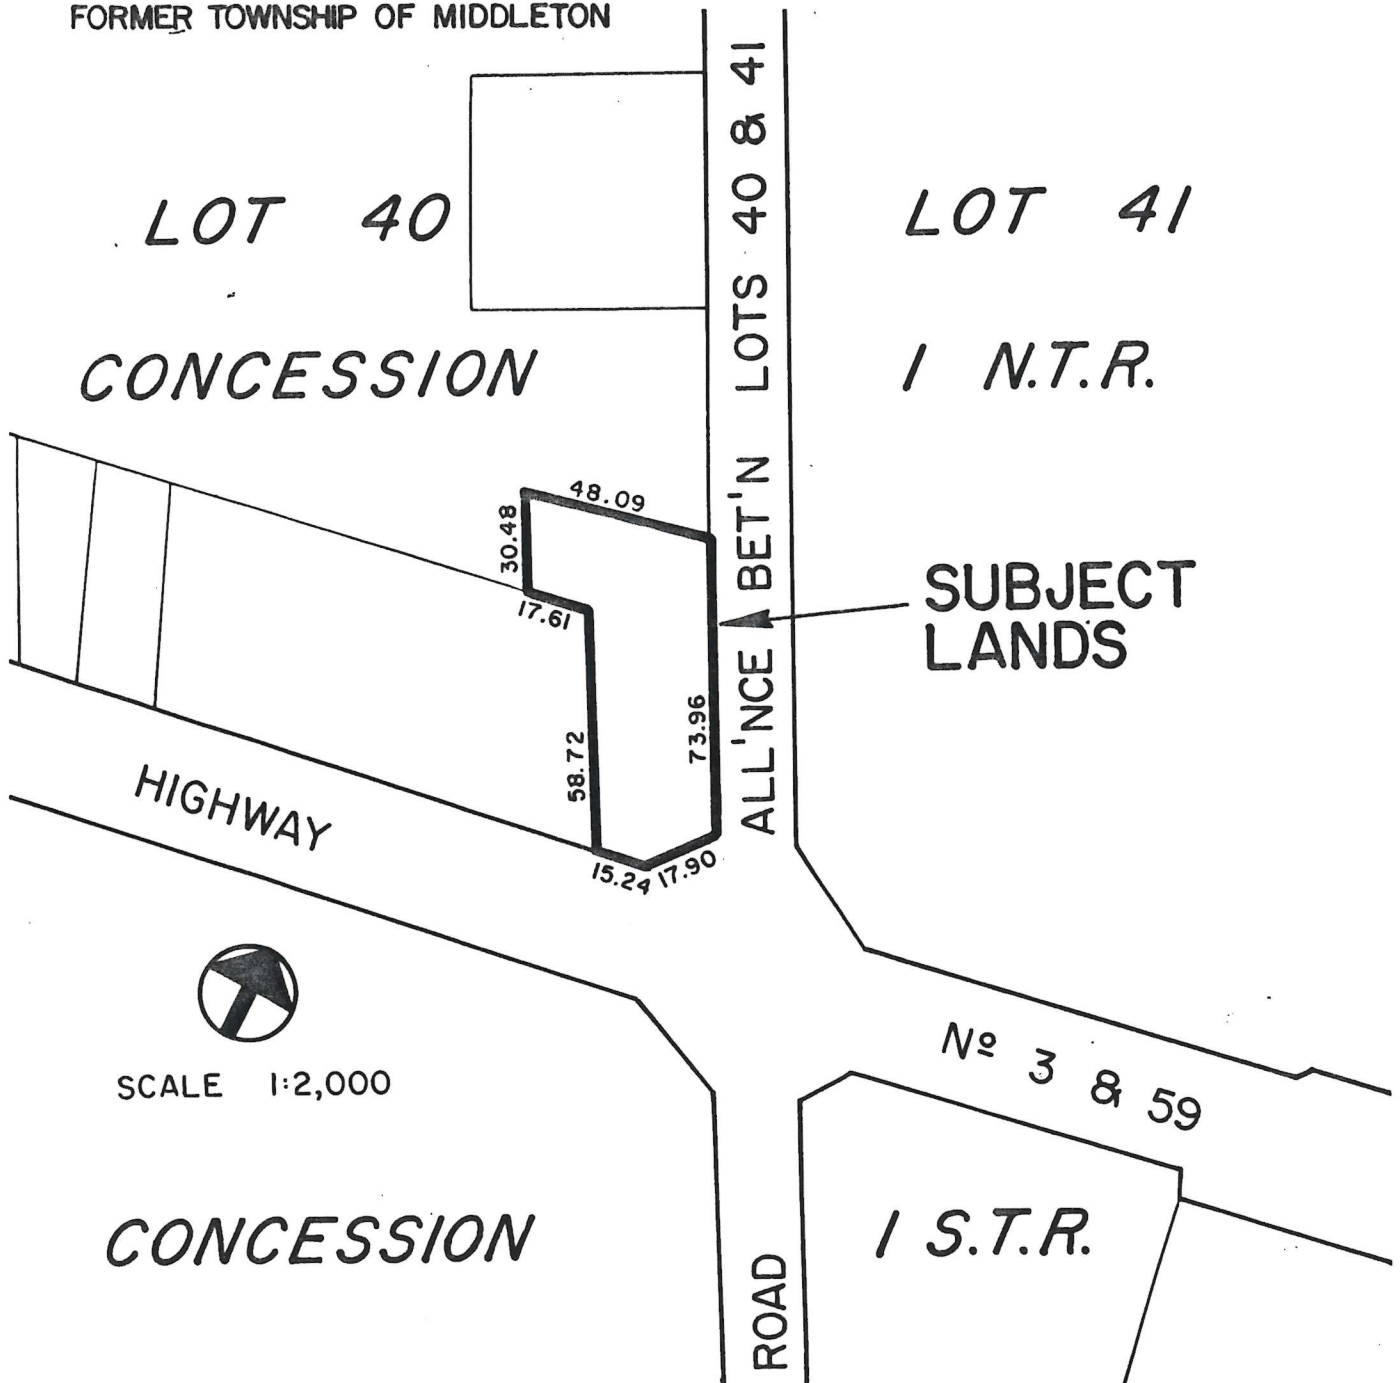 FORMER TOWNSHIP OF MIDDLETON
LOT 40
LOT 41
CONCESSION
1 N.T.R.
ALL'NCE BET'N LOTS 40 & 41
48.09
30.48
17.61
SUBJECT
LANDS
73.96
58.72
15.24
17.90
HIGHWAY
Nº 3 & 59
SCALE 1:2,000
CONCESSION
1 S.T.R.
ROAD